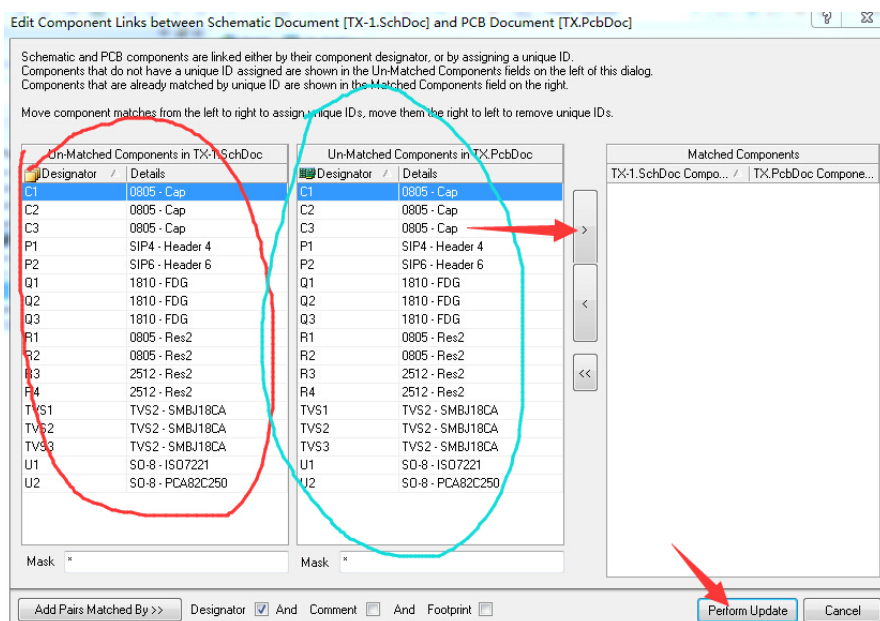 Edit Component Links between Schematic Document [TX-1.SchDoc] and PCB Document [TX.PcbDoc]
Schematic and PCB components are linked either by their component designator, or by assigning a unique ID.
Components that do not have a unique ID assigned are shown in the Un-Matched Components fields on the left of this dialog.
Components that are already matched by unique ID are shown in the Matched Components field on the right.
Move component matches from the left to right to assign unique IDs, move them the right to left to remove unique IDs.
Un-Matched Components in TX-1.SchDoc Un-Matched Components in TX.PcbDoc Matched Components
Designator Details Designator Details TX-1.SchDoc Compo... TX.PcbDoc Compone...
C1 0805 - Cap C1 0805 - Cap
C2 0805 - Cap C2 0805 - Cap
C3 0805 - Cap C3 0805 - Cap >
P1 SIP4 - Header 4 P1 SIP4 - Header 4
P2 SIP6 - Header 6 P2 SIP6 - Header 6
Q1 1810 - FDG Q1 1810 - FDG
Q2 1810 - FDG Q2 1810 - FDG <
Q3 1810 - FDG Q3 1810 - FDG
R1 0805 - Res2 R1 0805 - Res2
R2 0805 - Res2 R2 0805 - Res2
R3 2512 - Res2 R3 2512 - Res2 <<
R4 2512 - Res2 R4 2512 - Res2
TVS1 TVS2 - SMBJ18CA TVS1 TVS2 - SMBJ18CA
TVS2 TVS2 - SMBJ18CA TVS2 TVS2 - SMBJ18CA
TVS3 TVS2 - SMBJ18CA TVS3 TVS2 - SMBJ18CA
U1 SO-8 - ISO7221 U1 SO-8 - ISO7221
U2 SO-8 - PCA82C250 U2 SO-8 - PCA82C250
Mask * Mask *
Add Pairs Matched By >> Designator And Comment And Footprint Perform Update Cancel